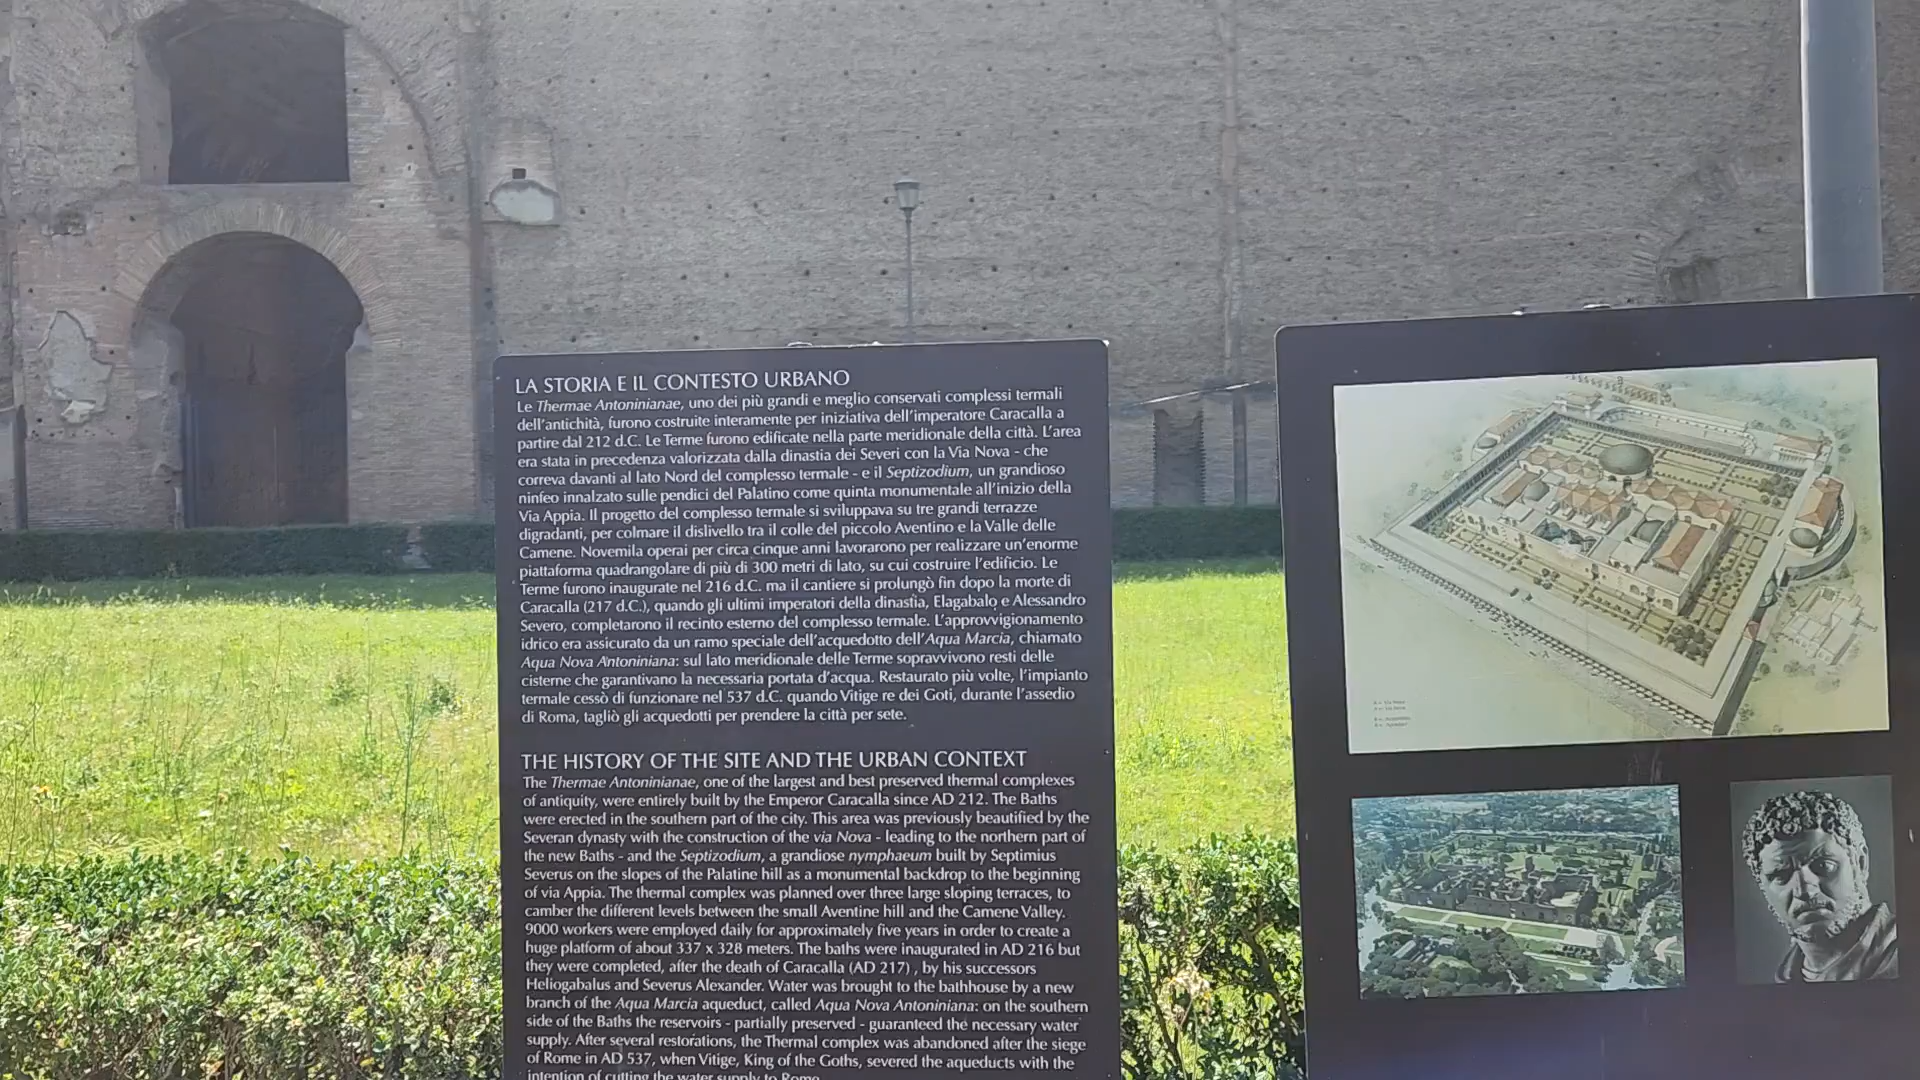 LA STORIA E IL CONTESTO URBANO
Le Thermae Antoninianae, uno dei più grandi e meglio conservati complessi termali
dell'antichità, furono costruite interamente per iniziativa dell'imperatore Caracalla a
partire dal 212 d.C. Le Terme furono edificate nella parte meridionale della città. L'area
era stata in precedenza valorizzata dalla dinastia dei Severi con la Via Nova - che
correva davanti al lato Nord del complesso termale - e il Septizodium, un grandioso
ninfeo innalzato sulle pendici del Palatino come quinta monumentale all'inizio della
Via Appia. Il progetto del complesso termale si sviluppava su tre grandi terrazze
digradanti, per colmare il dislivello tra il colle del piccolo Aventino e la Valle delle
Camene. Novemila operai per circa cinque anni lavorarono per realizzare un'enorme
piattaforma quadrangolare di più di 300 metri di lato, su cui costruire l'edificio. Le
Terme furono inaugurate nel 216 d.C. ma il cantiere si prolungò fin dopo la morte di
Caracalla (217 d.C.), quando gli ultimi imperatori della dinastia, Elagabalo e Alessandro
Severo, completarono il recinto esterno del complesso termale. L'approvvigionamento
idrico era assicurato da un ramo speciale dell'acquedotto dell'Aqua Marcia, chiamato
Aqua Nova Antoniniana: sul lato meridionale delle Terme sopravvivono resti delle
cisterne che garantivano la necessaria portata d'acqua. Restaurato più volte, l'impianto
termale cessò di funzionare nel 537 d.C. quando Vitige re dei Goti, durante l'assedio
di Roma, tagliò gli acquedotti per prendere la città per sete.
THE HISTORY OF THE SITE AND THE URBAN CONTEXT
The Thermae Antoninianae, one of the largest and best preserved thermal complexes
of antiquity, were entirely built by the Emperor Caracalla since AD 212. The Baths
were erected in the southern part of the city. This area was previously beautified by the
Severan dynasty with the construction of the via Nova - leading to the northern part of
the new Baths - and the Septizodium, a grandiose nymphaeum built by Septimius
Severus on the slopes of the Palatine hill as a monumental backdrop to the beginning
of via Appia. The thermal complex was planned over three large sloping terraces, to
camber the different levels between the small Aventine hill and the Camene Valley.
9000 workers were employed daily for approximately five years in order to create a
huge platform of about 337 x 328 meters. The baths were inaugurated in AD 216 but
they were completed, after the death of Caracalla (AD 217) , by his successors
Heliogabalus and Severus Alexander. Water was brought to the bathhouse by a new
branch of the Aqua Marcia aqueduct, called Aqua Nova Antoniniana: on the southern
side of the Baths the reservoirs - partially preserved - guaranteed the necessary water
supply. After several restorations, the Thermal complex was abandoned after the siege
of Rome in AD 537, when Vitige, King of the Goths, severed the aqueducts with the
intention of cutting the water supply to Rome.